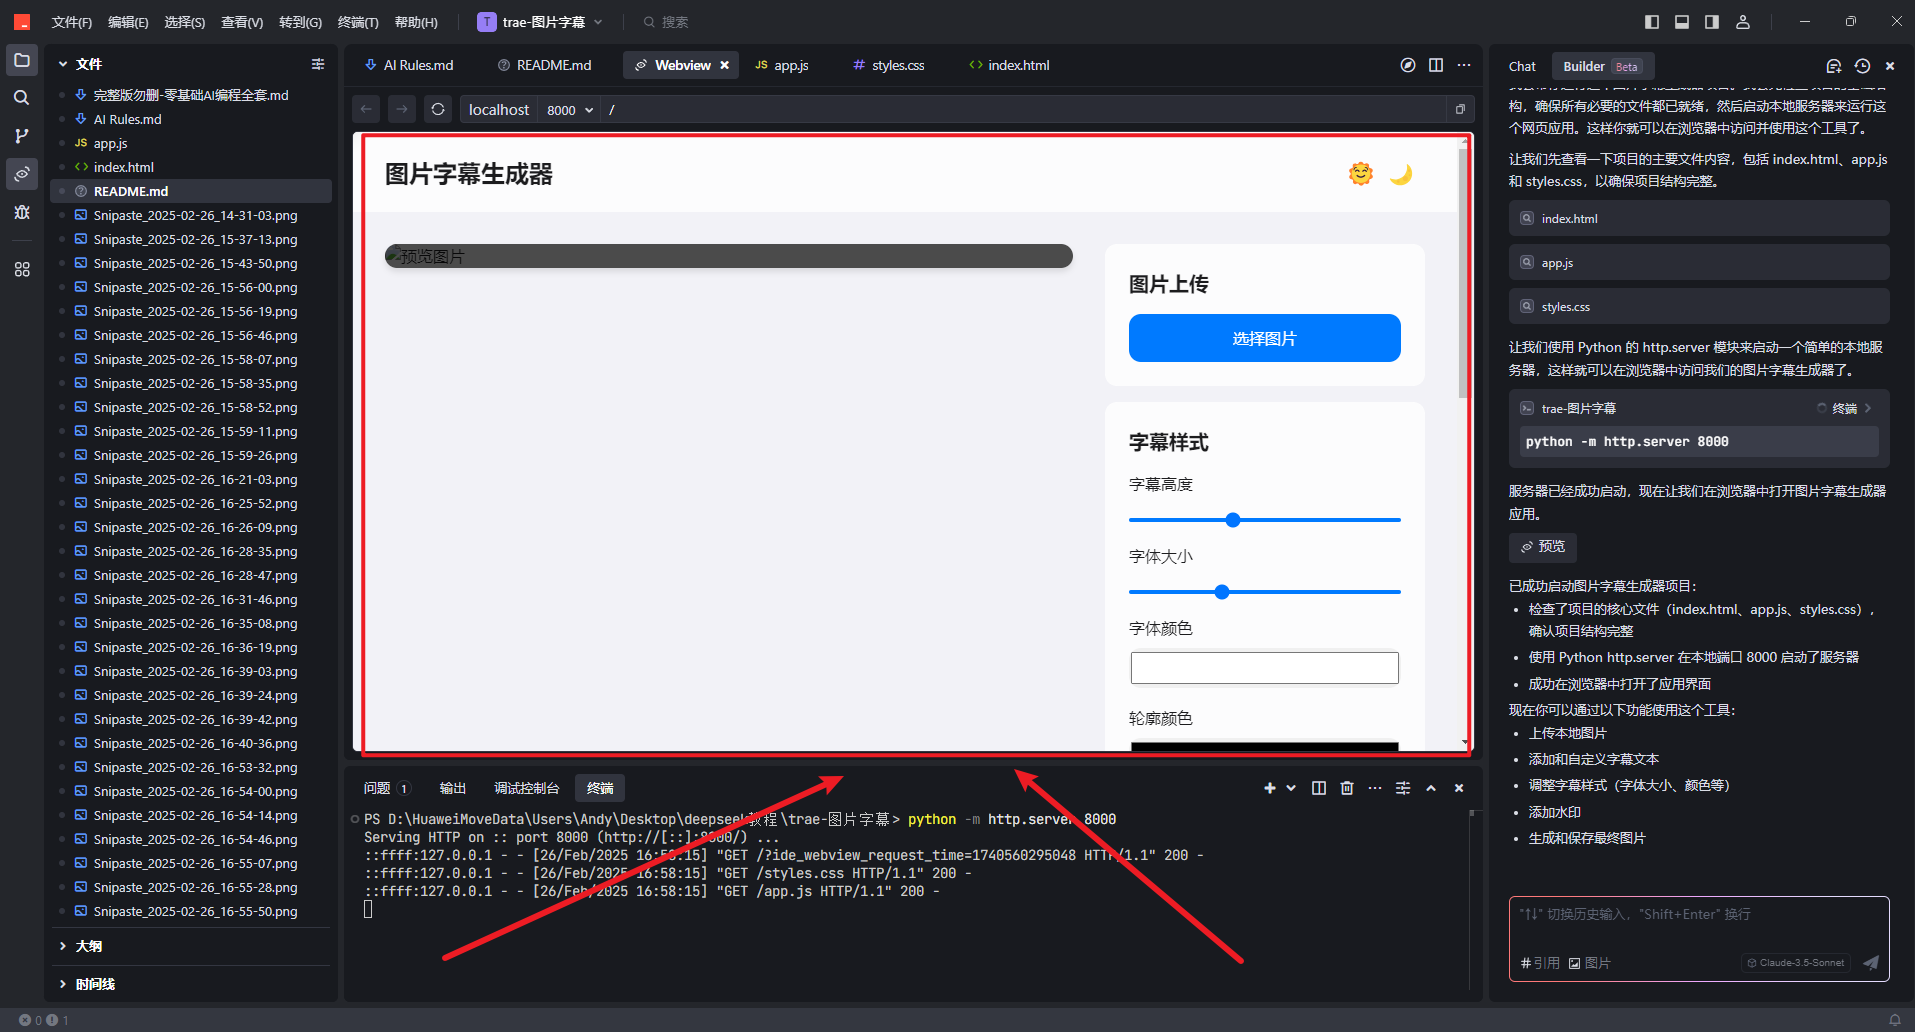 文件(F) 编辑(E) 选择(S) 查看(V) 转到(G) 终端(T) 帮助(H) T trae-图片字幕 搜索
文件
完整版勿删-零基础AI编程全套.md
AI Rules.md
JS app.js
index.html
README.md
Snipaste_2025-02-26_14-31-03.png
Snipaste_2025-02-26_15-37-13.png
Snipaste_2025-02-26_15-43-50.png
Snipaste_2025-02-26_15-56-00.png
Snipaste_2025-02-26_15-56-19.png
Snipaste_2025-02-26_15-56-46.png
Snipaste_2025-02-26_15-58-07.png
Snipaste_2025-02-26_15-58-35.png
Snipaste_2025-02-26_15-58-52.png
Snipaste_2025-02-26_15-59-11.png
Snipaste_2025-02-26_15-59-26.png
Snipaste_2025-02-26_16-21-03.png
Snipaste_2025-02-26_16-25-52.png
Snipaste_2025-02-26_16-26-09.png
Snipaste_2025-02-26_16-28-35.png
Snipaste_2025-02-26_16-28-47.png
Snipaste_2025-02-26_16-31-46.png
Snipaste_2025-02-26_16-35-08.png
Snipaste_2025-02-26_16-36-19.png
Snipaste_2025-02-26_16-39-03.png
Snipaste_2025-02-26_16-39-24.png
Snipaste_2025-02-26_16-39-42.png
Snipaste_2025-02-26_16-40-36.png
Snipaste_2025-02-26_16-53-32.png
Snipaste_2025-02-26_16-54-00.png
Snipaste_2025-02-26_16-54-14.png
Snipaste_2025-02-26_16-54-46.png
Snipaste_2025-02-26_16-55-07.png
Snipaste_2025-02-26_16-55-28.png
Snipaste_2025-02-26_16-55-50.png
大纲
时间线
0 1
AI Rules.md README.md Webview JS app.js # styles.css index.html
localhost 8000 /
图片字幕生成器
预览图片
图片上传
选择图片
字幕样式
字幕高度
字体大小
字体颜色
轮廓颜色
问题 1 输出 调试控制台 终端
PS D:\HuaweiMoveData\Users\Andy\Desktop\deepseek教程\trae-图片字幕> python -m http.server 8000
Serving HTTP on :: port 8000 (http://[::]:8000/) ...
::ffff:127.0.0.1 - - [26/Feb/2025 16:58:15] "GET /?ide_webview_request_time=1740560295048 HTTP/1.1" 200 -
::ffff:127.0.0.1 - - [26/Feb/2025 16:58:15] "GET /styles.css HTTP/1.1" 200 -
::ffff:127.0.0.1 - - [26/Feb/2025 16:58:15] "GET /app.js HTTP/1.1" 200 -
Chat Builder Beta
构，确保所有必要的文件都已就绪，然后启动本地服务器来运行这
个网页应用。这样你就可以在浏览器中访问并使用这个工具了。
让我们先查看一下项目的主要文件内容，包括 index.html、app.js
和 styles.css，以确保项目结构完整。
index.html
app.js
styles.css
让我们使用 Python 的 http.server 模块来启动一个简单的本地服
务器，这样就可以在浏览器中访问我们的图片字幕生成器了。
trae-图片字幕 终端
python -m http.server 8000
服务器已经成功启动，现在让我们在浏览器中打开图片字幕生成器
应用。
预览
已成功启动图片字幕生成器项目：
• 检查了项目的核心文件（index.html、app.js、styles.css），
确认项目结构完整
• 使用 Python http.server 在本地端口 8000 启动了服务器
• 成功在浏览器中打开了应用界面
现在你可以通过以下功能使用这个工具：
• 上传本地图片
• 添加和自定义字幕文本
• 调整字幕样式（字体大小、颜色等）
• 添加水印
• 生成和保存最终图片
"↑↓" 切换历史输入，"Shift+Enter" 换行
# 引用 图片 Claude-3.5-Sonnet